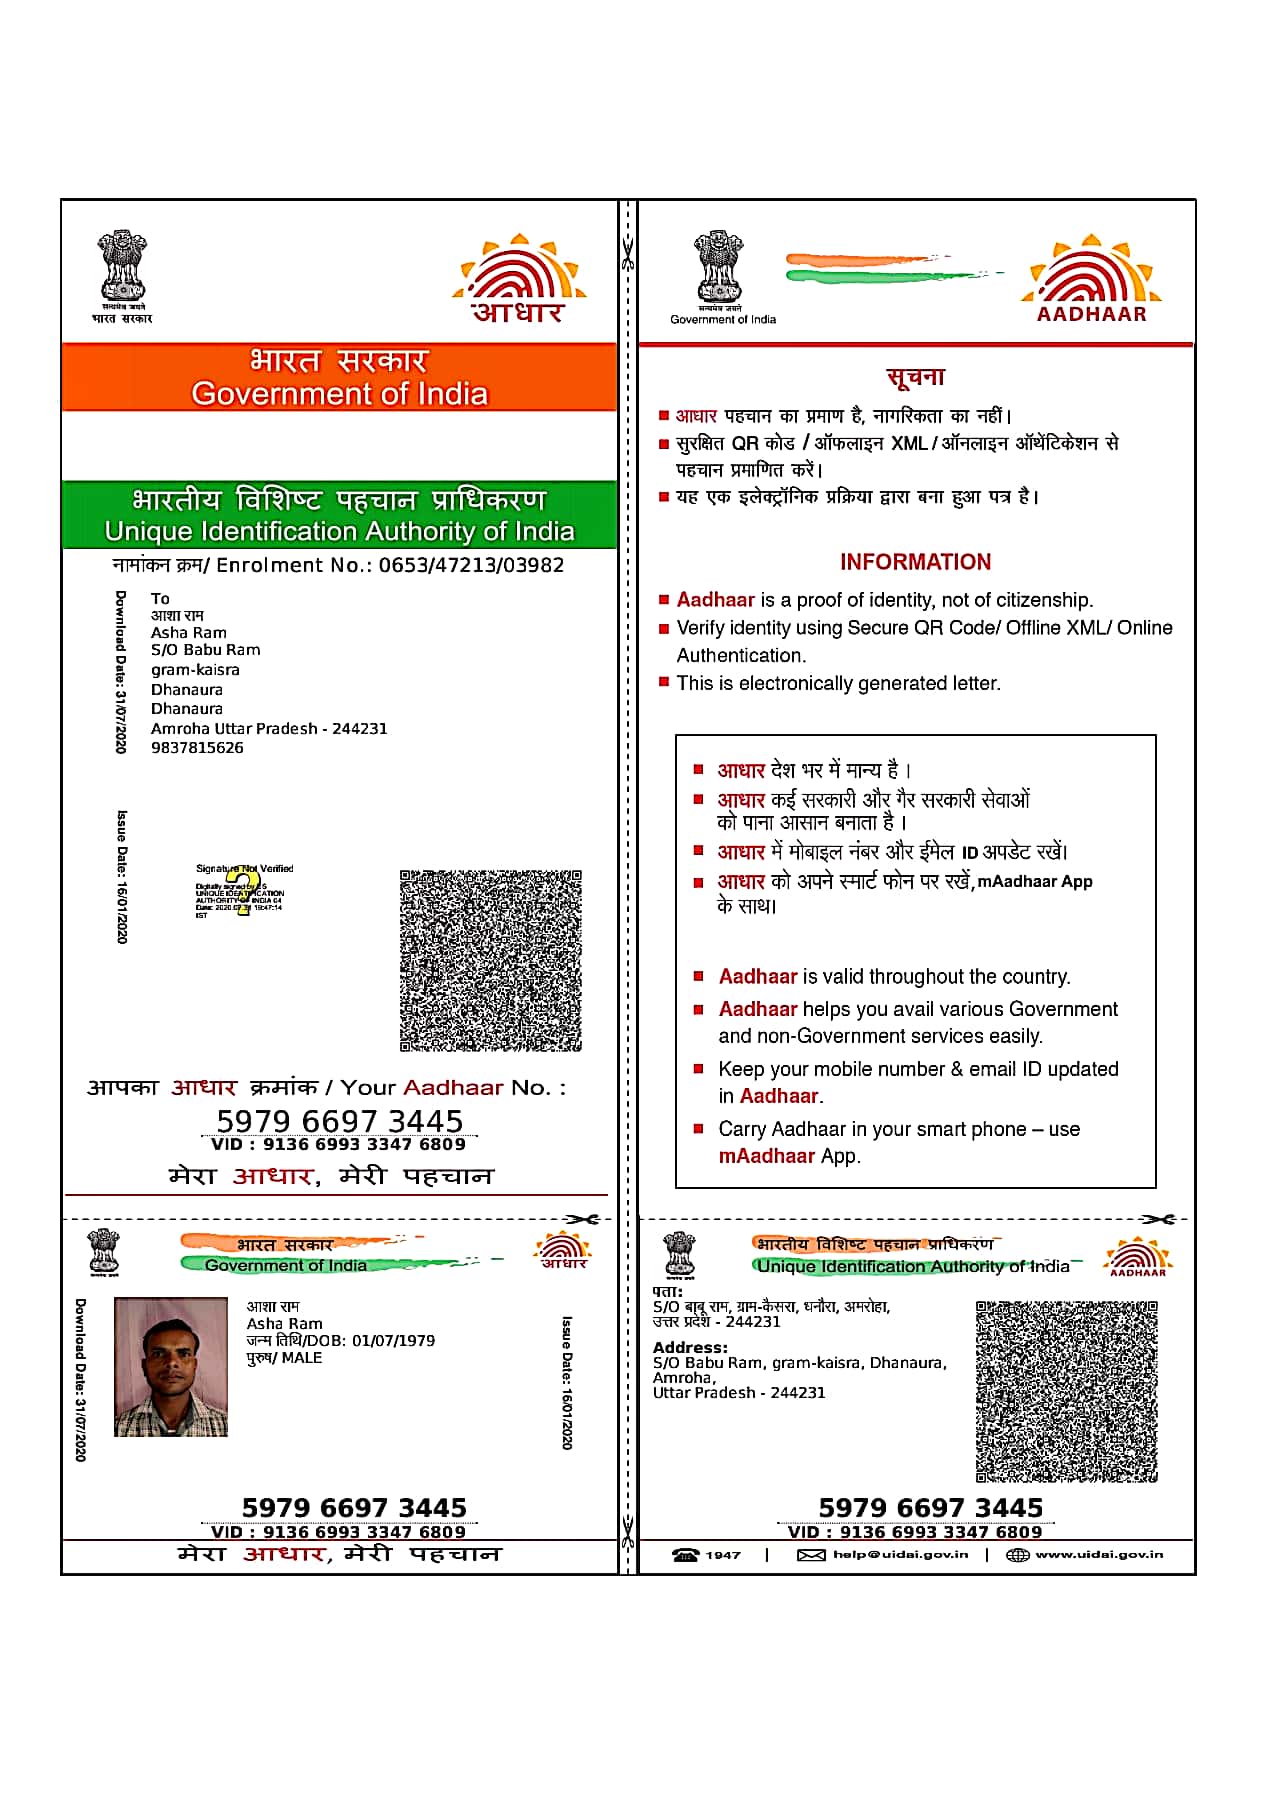 सत्यमेव जयते
भारत सरकार
आधार
भारत सरकार
Government of India
भारतीय विशिष्ट पहचान प्राधिकरण
Unique Identification Authority of India
नामांकन क्रम/ Enrolment No.: 0653/47213/03982
Download Date: 31/07/2020
To
आशा राम
Asha Ram
S/O Babu Ram
gram-kaisra
Dhanaura
Dhanaura
Amroha Uttar Pradesh - 244231
9837815626
Issue Date: 16/01/2020
Signature Not Verified
Digitally signed by DS
UNIQUE IDENTIFICATION
AUTHORITY OF INDIA 04
IST
आपका आधार क्रमांक / Your Aadhaar No. :
5979 6697 3445
VID : 9136 6993 3347 6809
मेरा आधार, मेरी पहचान
सत्यमेव जयते
Government of India
AADHAAR
सूचना
आधार पहचान का प्रमाण है, नागरिकता का नहीं।
सुरक्षित QR कोड / ऑफलाइन XML / ऑनलाइन ऑथेंटिकेशन से
पहचान प्रमाणित करें।
यह एक इलेक्ट्रॉनिक प्रक्रिया द्वारा बना हुआ पत्र है।
INFORMATION
Aadhaar is a proof of identity, not of citizenship.
Verify identity using Secure QR Code/ Offline XML/ Online
Authentication.
This is electronically generated letter.
आधार देश भर में मान्य है ।
आधार कई सरकारी और गैर सरकारी सेवाओं
को पाना आसान बनाता है ।
आधार में मोबाइल नंबर और ईमेल ID अपडेट रखें।
आधार को अपने स्मार्ट फोन पर रखें, mAadhaar App
के साथ।
Aadhaar is valid throughout the country.
Aadhaar helps you avail various Government
and non-Government services easily.
Keep your mobile number & email ID updated
in Aadhaar.
Carry Aadhaar in your smart phone – use
mAadhaar App.
सत्यमेव जयते
भारत सरकार
Government of India
आधार
Download Date: 31/07/2020
आशा राम
Asha Ram
जन्म तिथि/DOB: 01/07/1979
पुरुष/ MALE
Issue Date: 16/01/2020
5979 6697 3445
VID : 9136 6993 3347 6809
मेरा आधार, मेरी पहचान
सत्यमेव जयते
भारतीय विशिष्ट पहचान प्राधिकरण
Unique Identification Authority of India
AADHAAR
पता:
S/O बाबू राम, ग्राम-कैसरा, धनौरा, अमरोहा,
उत्तर प्रदेश - 244231
Address:
S/O Babu Ram, gram-kaisra, Dhanaura,
Amroha,
Uttar Pradesh - 244231
5979 6697 3445
VID : 9136 6993 3347 6809
1947 | help@uidai.gov.in | www.uidai.gov.in